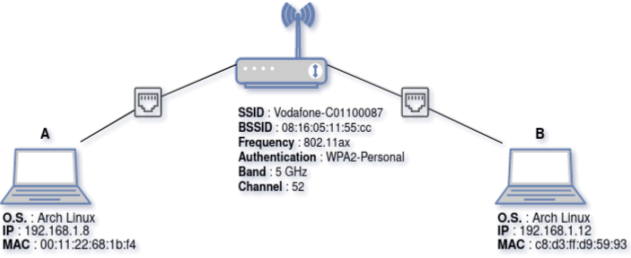 SSID : Vodafone-C01100087
BSSID : 08:16:05:11:55:cc
Frequency : 802.11ax
Authentication : WPA2-Personal
Band : 5 GHz
Channel : 52
A
O.S. : Arch Linux
IP : 192.168.1.8
MAC : 00:11:22:68:1b:f4
B
O.S. : Arch Linux
IP : 192.168.1.12
MAC : c8:d3:ff:d9:59:93